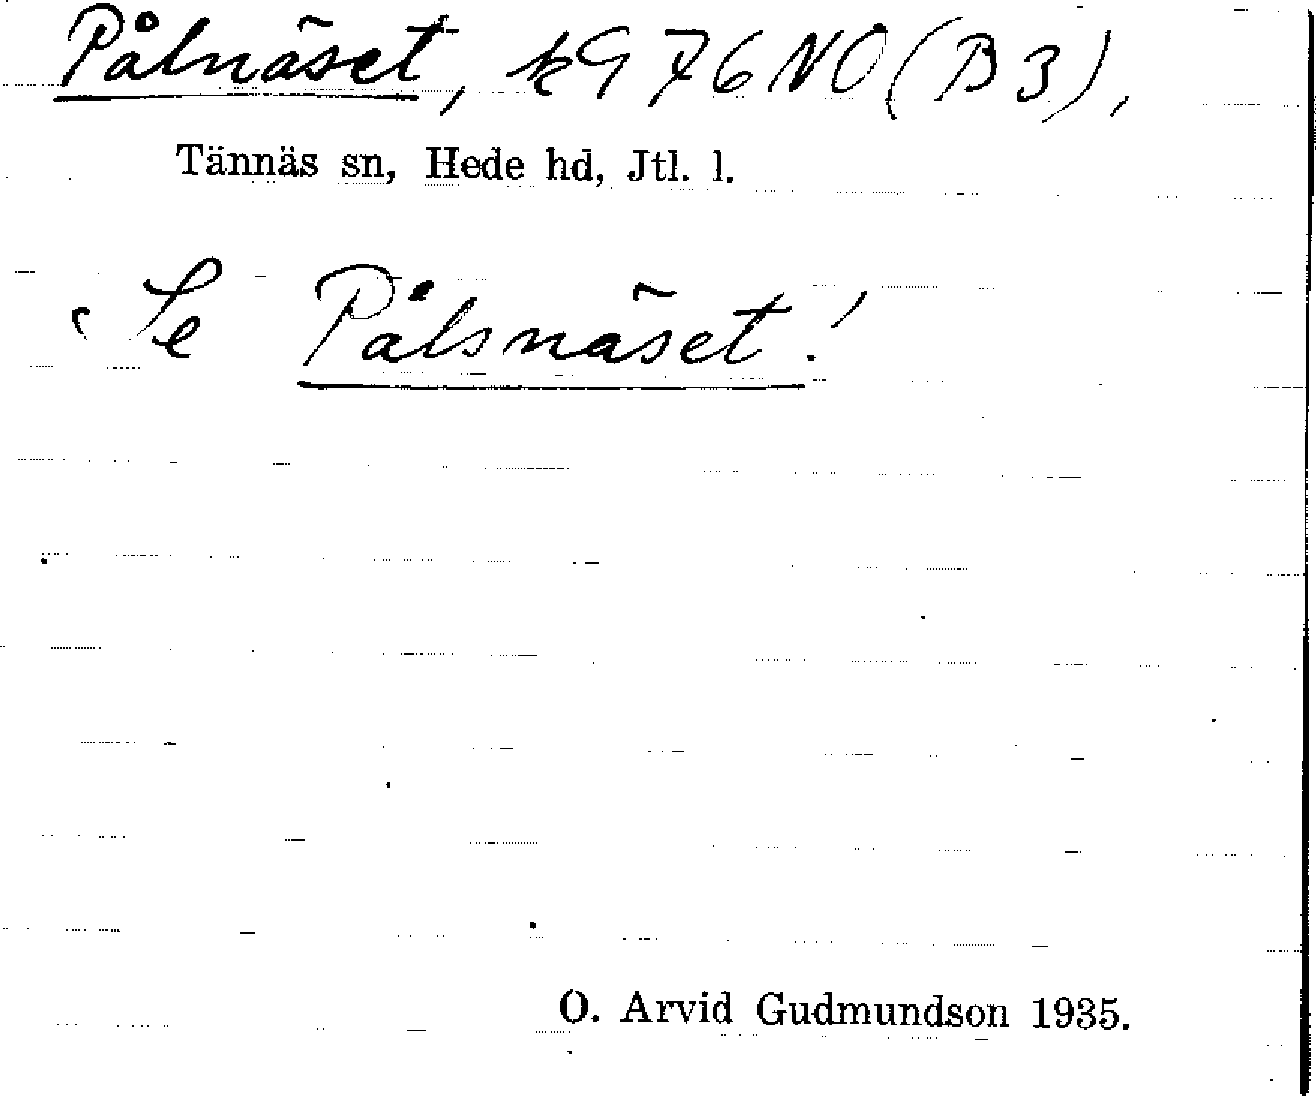 Pålnäset, k976NO(B3),
Tännäs sn, Hede hd, Jtl. l.
Se Pålsnäset!
O. Arvid Gudmundson 1935.